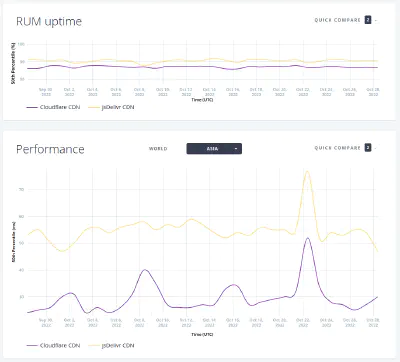 RUM uptime
QUICK COMPARE 2
50th Percentile (%)
100
Sep 30, 2022
Oct 2, 2022
Oct 4, 2022
Oct 6, 2022
Oct 8, 2022
Oct 10, 2022
Oct 12, 2022
Oct 14, 2022
Oct 16, 2022
Oct 18, 2022
Oct 20, 2022
Oct 22, 2022
Oct 24, 2022
Oct 26, 2022
Oct 28, 2022
Time (UTC)
Cloudflare CDN
jsDelivr CDN
Performance
WORLD
ASIA
QUICK COMPARE 2
50th Percentile (ms)
70
60
50
40
30
Sep 30, 2022
Oct 2, 2022
Oct 4, 2022
Oct 6, 2022
Oct 8, 2022
Oct 10, 2022
Oct 12, 2022
Oct 14, 2022
Oct 16, 2022
Oct 18, 2022
Oct 20, 2022
Oct 22, 2022
Oct 24, 2022
Oct 26, 2022
Oct 28, 2022
Time (UTC)
Cloudflare CDN
jsDelivr CDN